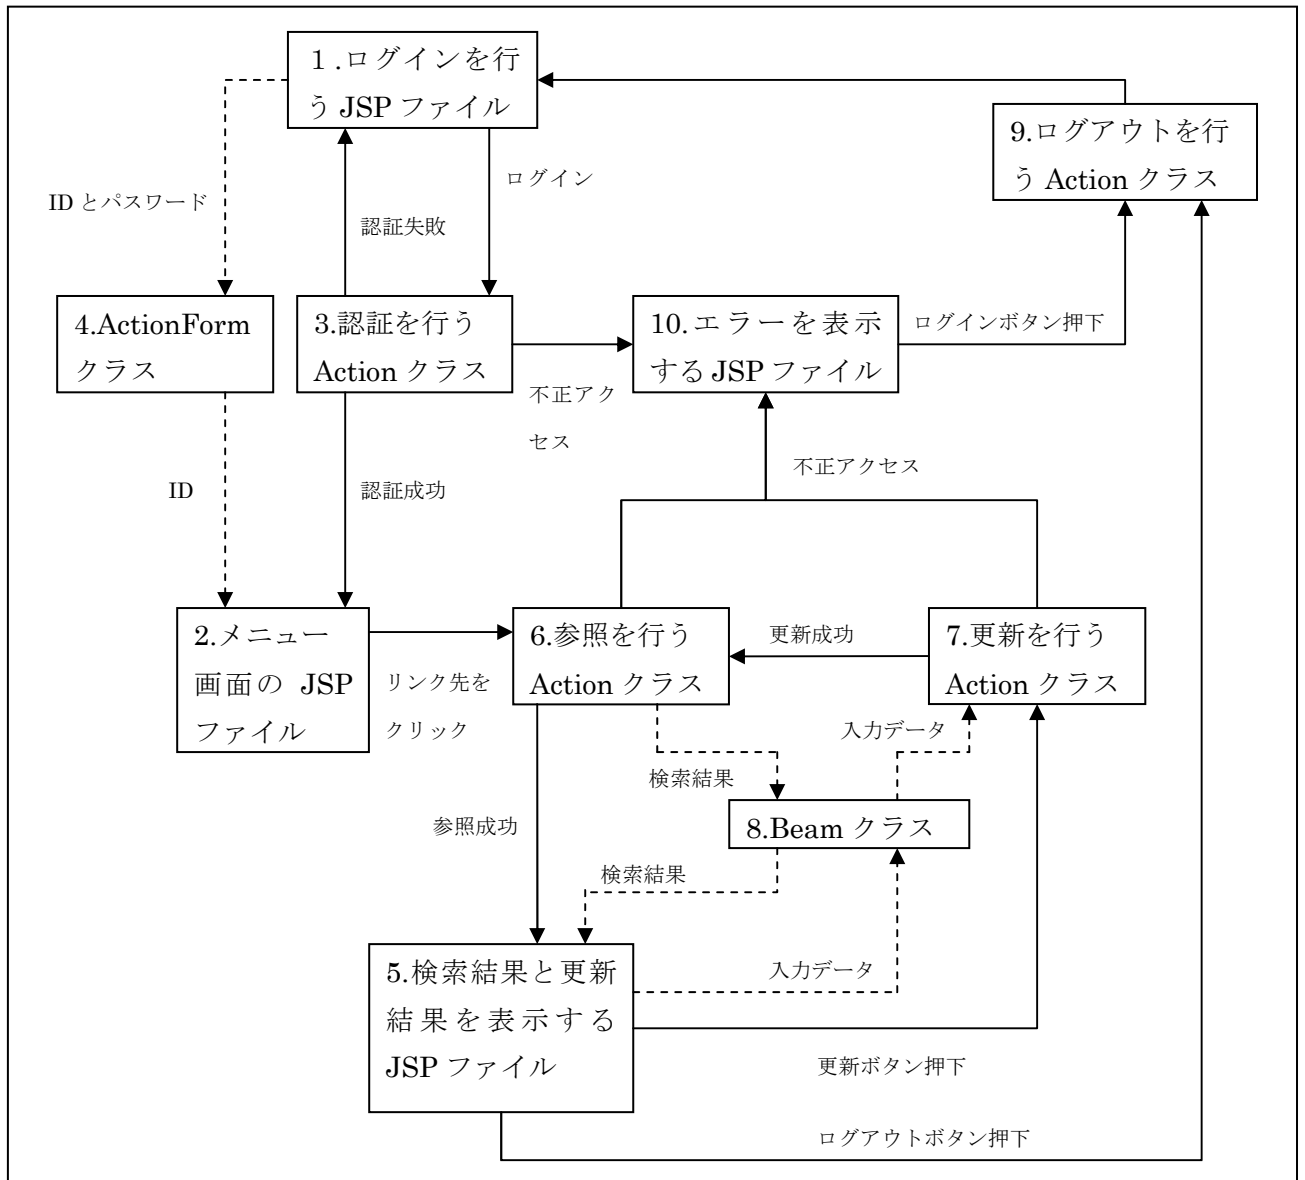 １.ログインを行
う JSP ファイル
9.ログアウトを行
う Action クラス
ログイン
ID とパスワード
認証失敗
4.ActionForm
クラス
3.認証を行う
Action クラス
10.エラーを表示
する JSP ファイル
ログインボタン押下
不正アク
セス
不正アクセス
ID
認証成功
2.メニュー
画面の JSP
ファイル
リンク先を
クリック
6.参照を行う
Action クラス
更新成功
7.更新を行う
Action クラス
入力データ
検索結果
参照成功
8.Beam クラス
検索結果
5.検索結果と更新
結果を表示する
JSP ファイル
入力データ
更新ボタン押下
ログアウトボタン押下